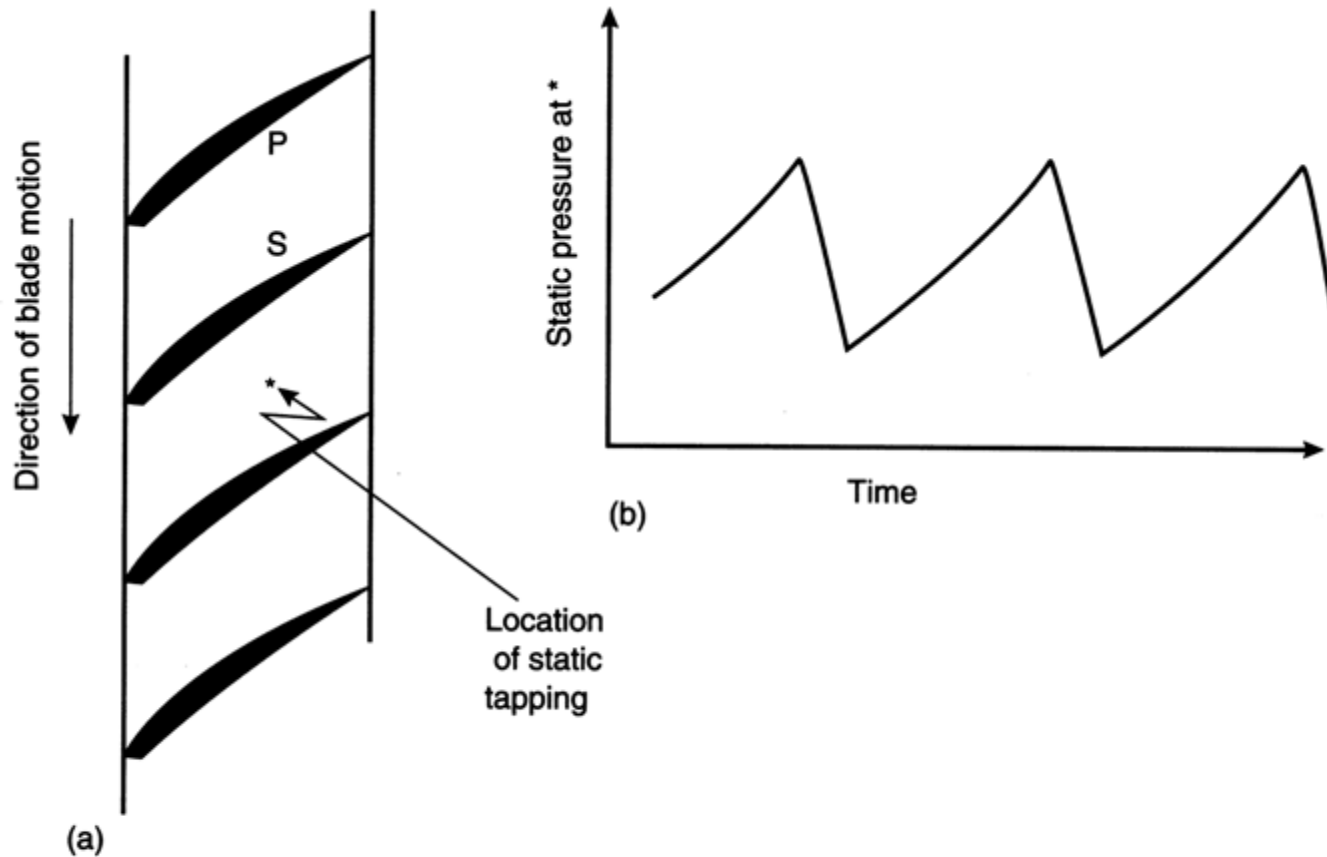 Direction of blade motion
P
S
*
Location
of static
tapping
(a)
Static pressure at *
Time
(b)